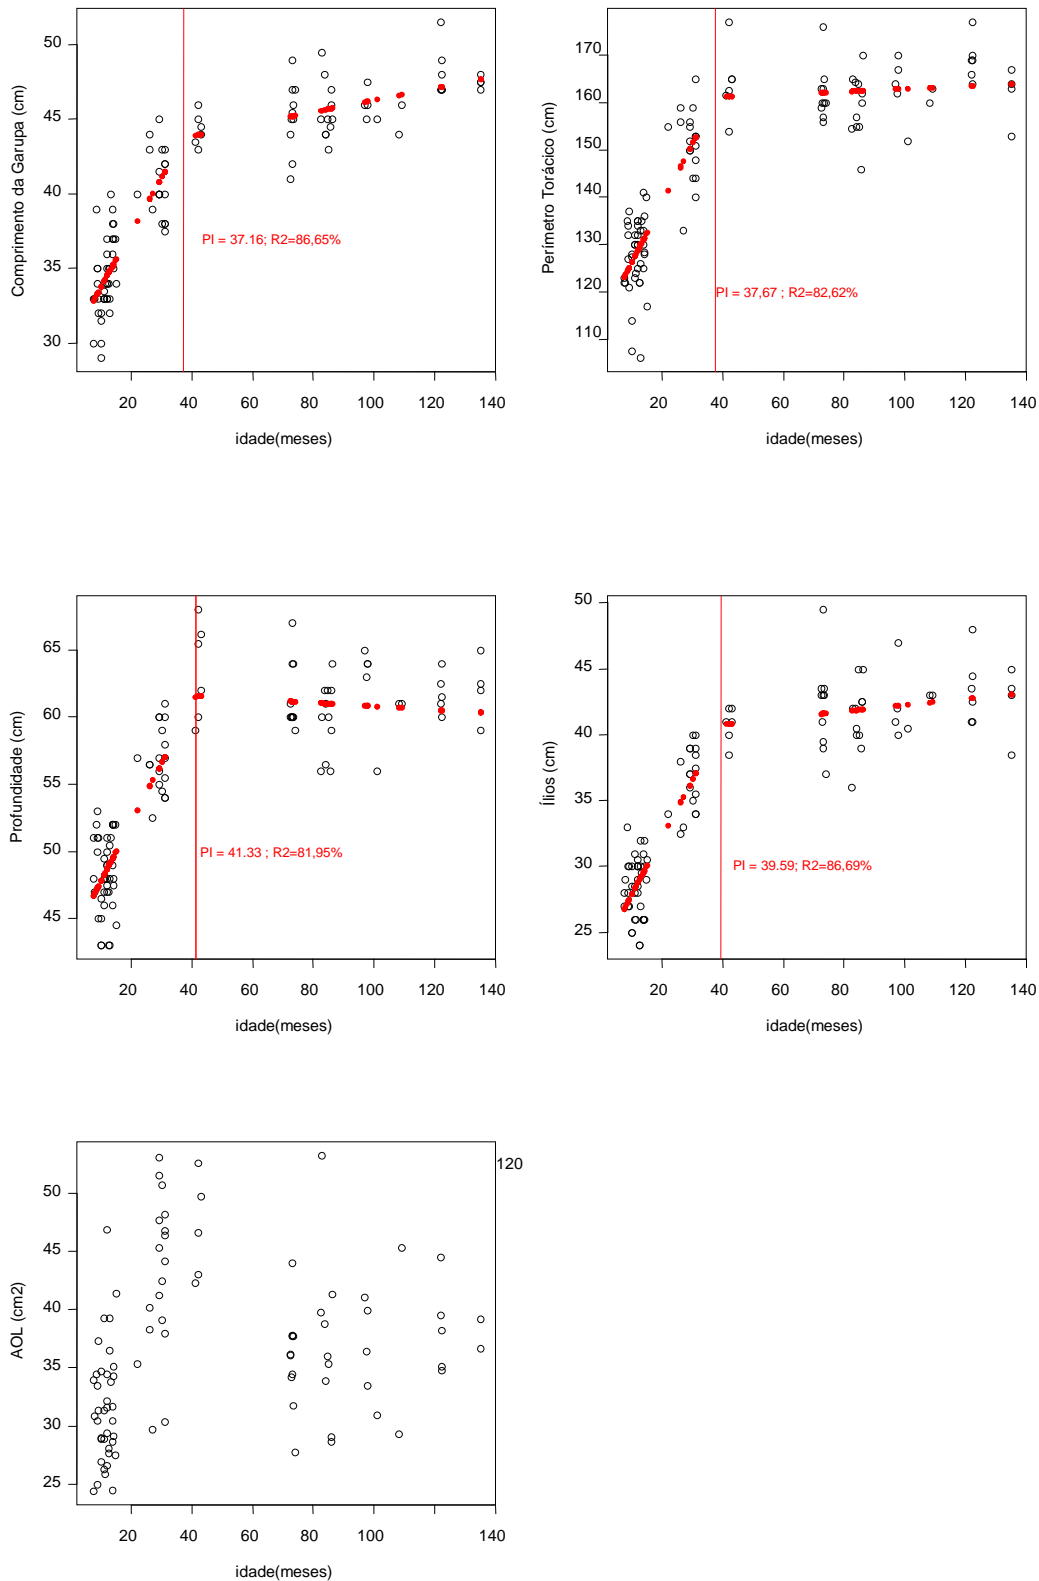 Comprimento da Garupa (cm)
50
45
40
35
30
PI = 37.16; R2=86,65%
20 40 60 80 100 120 140
idade(meses)
Perímetro Torácico (cm)
170
160
150
140
130
120
110
PI = 37,67 ; R2=82,62%
20 40 60 80 100 120 140
idade(meses)
Profundidade (cm)
65
60
55
50
45
PI = 41.33 ; R2=81,95%
20 40 60 80 100 120 140
idade(meses)
Ílios (cm)
50
45
40
35
30
25
PI = 39.59; R2=86,69%
20 40 60 80 100 120 140
idade(meses)
AOL (cm2)
120
50
45
40
35
30
25
20 40 60 80 100 120 140
idade(meses)